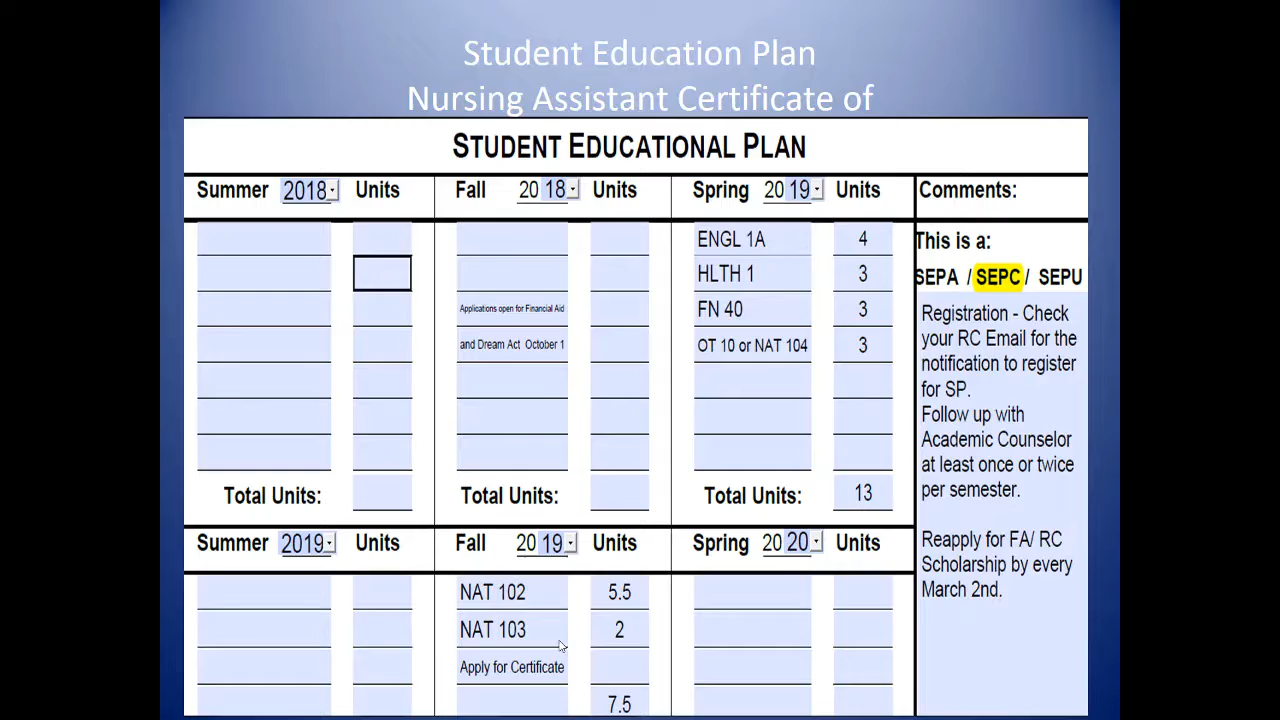 Student Education Plan
Nursing Assistant Certificate of
STUDENT EDUCATIONAL PLAN
Summer 2018 Units Fall 20 18 Units Spring 20 19 Units Comments:
ENGL 1A 4
HLTH 1 3
Applications open for Financial Aid FN 40 3
and Dream Act October 1 OT 10 or NAT 104 3
Total Units: Total Units: Total Units: 13
This is a:
SEPA / SEPC / SEPU
Registration - Check
your RC Email for the
notification to register
for SP.
Follow up with
Academic Counselor
at least once or twice
per semester.
Reapply for FA/ RC
Scholarship by every
March 2nd.
Summer 2019 Units Fall 20 19 Units Spring 20 20 Units
NAT 102 5.5
NAT 103 2
Apply for Certificate
7.5